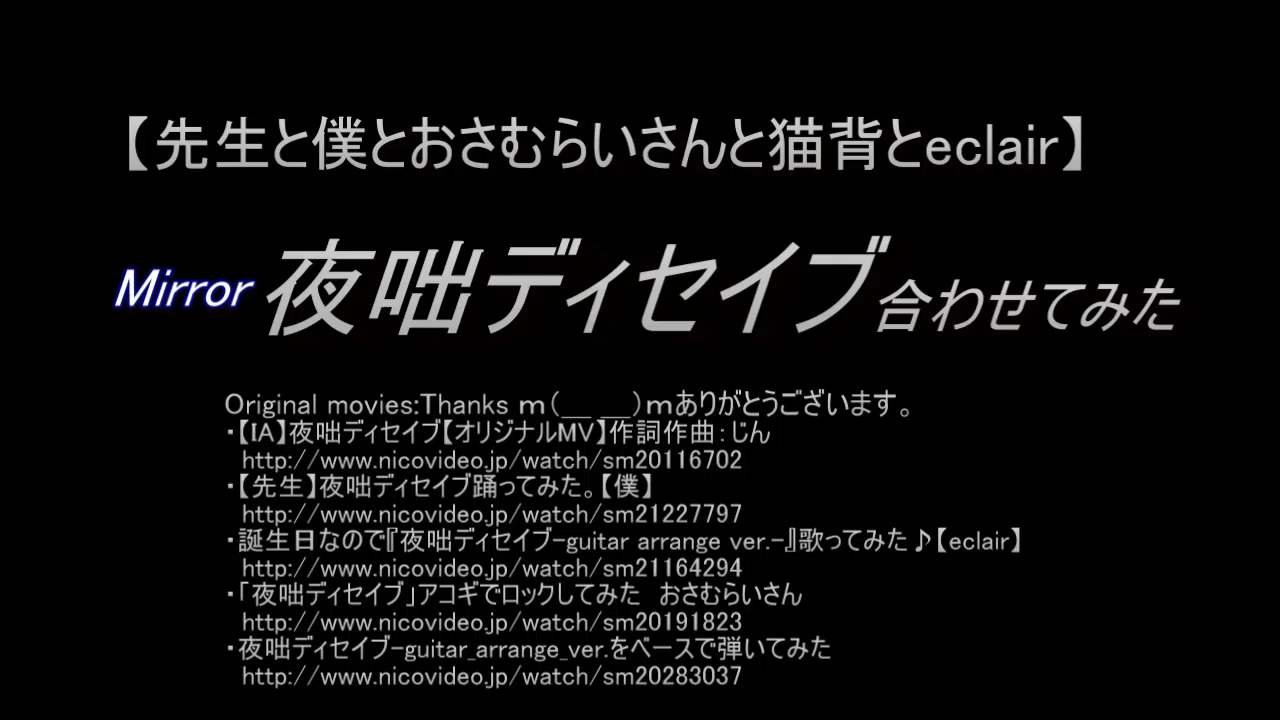 【先生と僕とおさむらいさんと猫背とeclair】
Mirror 夜咄ディセイブ合わせてみた
Original movies:Thanks m(__ __)mありがとうございます。
・【IA】夜咄ディセイブ【オリジナルMV】作詞作曲：じん
http://www.nicovideo.jp/watch/sm20116702
・【先生】夜咄ディセイブ踊ってみた。【僕】
http://www.nicovideo.jp/watch/sm21227797
・誕生日なので『夜咄ディセイブ-guitar arrange ver.-』歌ってみた♪【eclair】
http://www.nicovideo.jp/watch/sm21164294
・「夜咄ディセイブ」アコギでロックしてみた　おさむらいさん
http://www.nicovideo.jp/watch/sm20191823
・夜咄ディセイブ-guitar_arrange_ver.をベースで弾いてみた
http://www.nicovideo.jp/watch/sm20283037